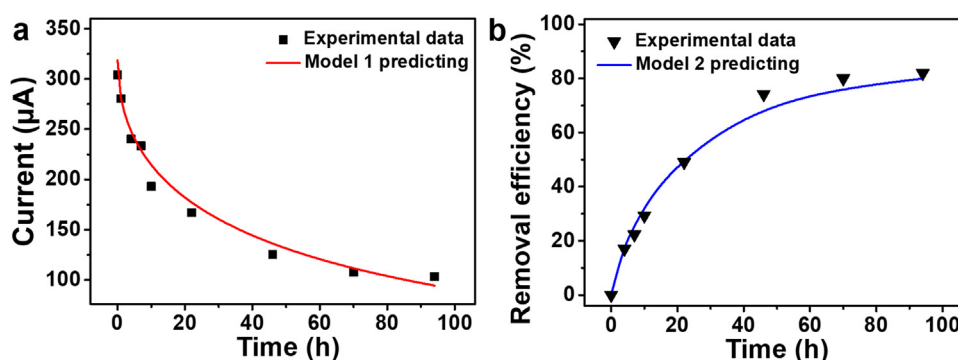 a
350
300
250
200
150
100
Current (µA)
0 20 40 60 80 100
Time (h)
Experimental data
Model 1 predicting
b
100
80
60
40
20
0
Removal efficiency (%)
0 20 40 60 80 100
Time (h)
Experimental data
Model 2 predicting